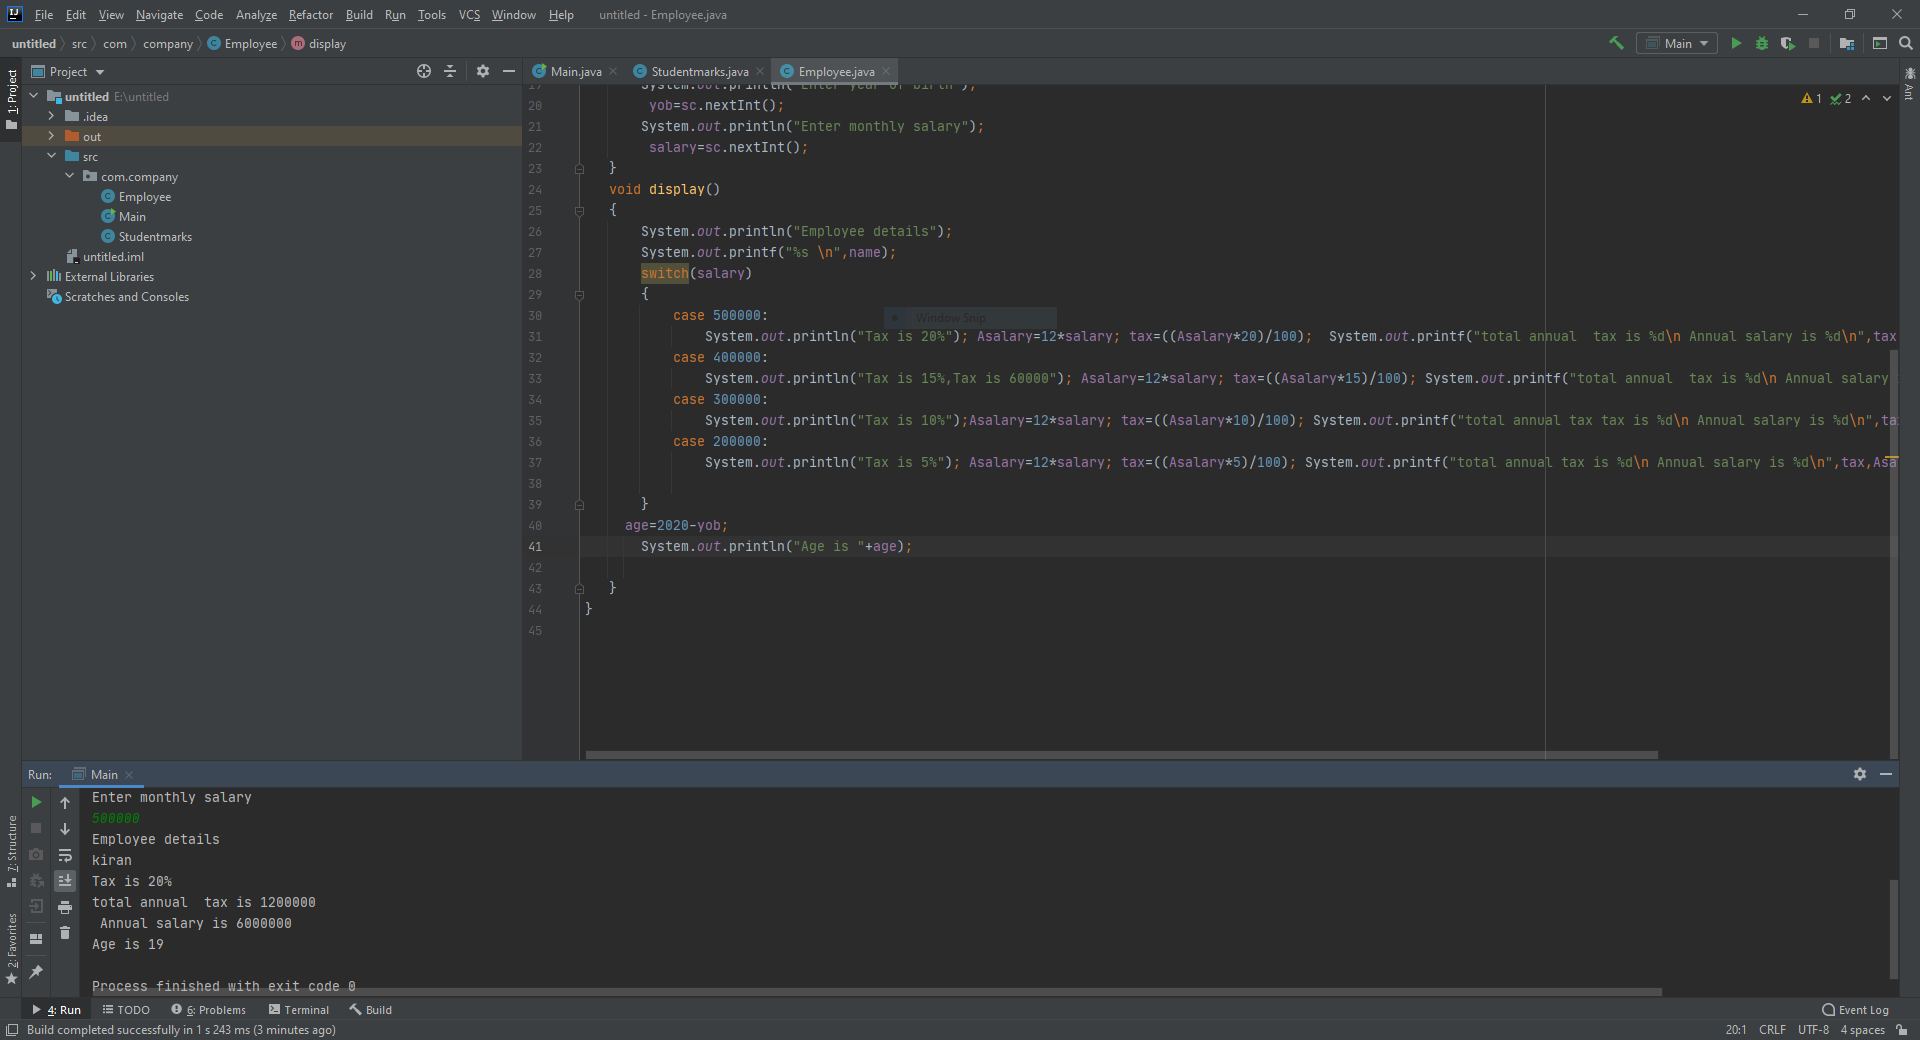 File Edit View Navigate Code Analyze Refactor Build Run Tools VCS Window Help untitled - Employee.java
untitled src com company Employee display Main
1: Project
Project
Main.java Studentmarks.java Employee.java
Ant
untitled E:\untitled
.idea
out
src
com.company
Employee
Main
Studentmarks
untitled.iml
External Libraries
Scratches and Consoles
1 2
19 System.out.println("Enter year of birth");
20 yob=sc.nextInt();
21 System.out.println("Enter monthly salary");
22 salary=sc.nextInt();
23 }
24 void display()
25 {
26 System.out.println("Employee details");
27 System.out.printf("%s \n",name);
28 switch(salary)
29 {
Window Snip
30 case 500000:
31 System.out.println("Tax is 20%"); Asalary=12*salary; tax=((Asalary*20)/100);  System.out.printf("total annual  tax is %d\n Annual salary is %d\n",tax
32 case 400000:
33 System.out.println("Tax is 15%,Tax is 60000"); Asalary=12*salary; tax=((Asalary*15)/100); System.out.printf("total annual  tax is %d\n Annual salary
34 case 300000:
35 System.out.println("Tax is 10%");Asalary=12*salary; tax=((Asalary*10)/100); System.out.printf("total annual tax tax is %d\n Annual salary is %d\n",ta
36 case 200000:
37 System.out.println("Tax is 5%"); Asalary=12*salary; tax=((Asalary*5)/100); System.out.printf("total annual tax is %d\n Annual salary is %d\n",tax,Asa
38
39 }
40 age=2020-yob;
41 System.out.println("Age is "+age);
42
43 }
44 }
45
Run: Main
Enter monthly salary
500000
Employee details
kiran
Tax is 20%
total annual  tax is 1200000
Annual salary is 6000000
Age is 19
Process finished with exit code 0
7: Structure
2: Favorites
4: Run TODO 6: Problems Terminal Build Event Log
Build completed successfully in 1 s 243 ms (3 minutes ago) 20:1 CRLF UTF-8 4 spaces